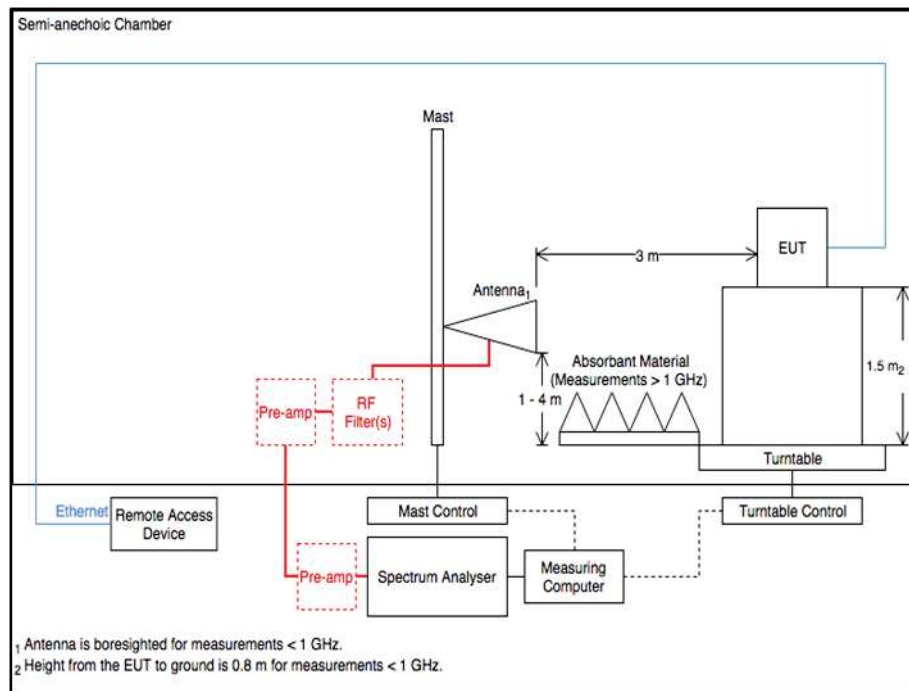 Semi-anechoic Chamber
Mast
EUT
3 m
Antenna1
1.5 m2
Absorbant Material
(Measurements > 1 GHz)
1 - 4 m
Pre-amp
RF
Filter(s)
Turntable
Ethernet
Remote Access
Device
Mast Control
Turntable Control
Pre-amp
Spectrum Analyser
Measuring
Computer
1 Antenna is boresighted for measurements < 1 GHz.
2 Height from the EUT to ground is 0.8 m for measurements < 1 GHz.